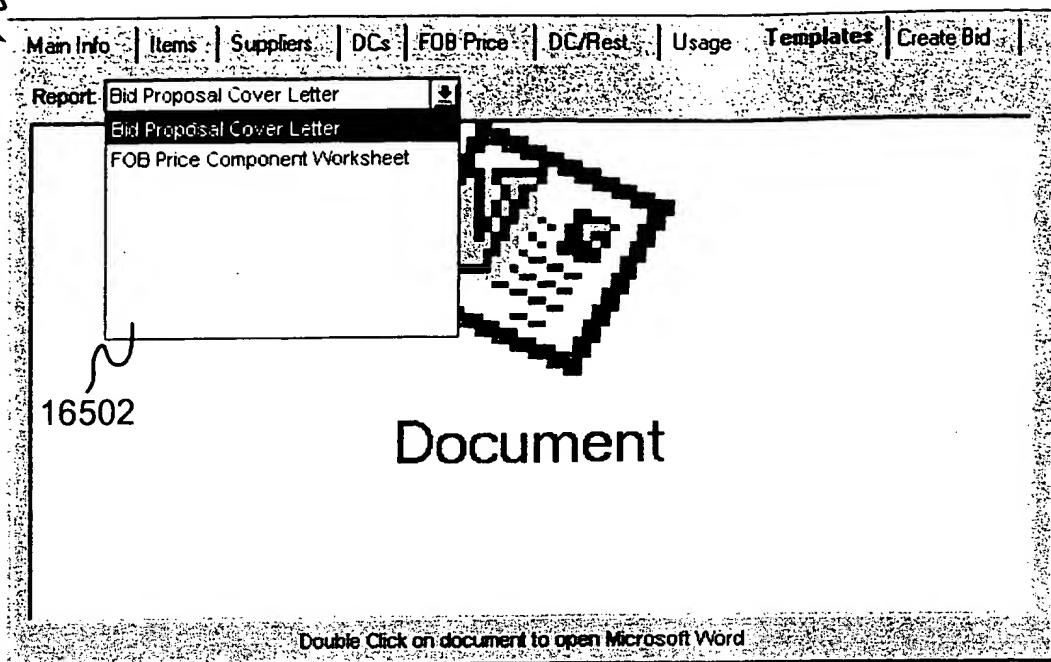 Main Info Items Suppliers DCs FOB Price DC/Rest. Usage Templates Create Bid
Report: Bid Proposal Cover Letter
Bid Proposal Cover Letter
FOB Price Component Worksheet
16502
Document
Double Click on document to open Microsoft Word